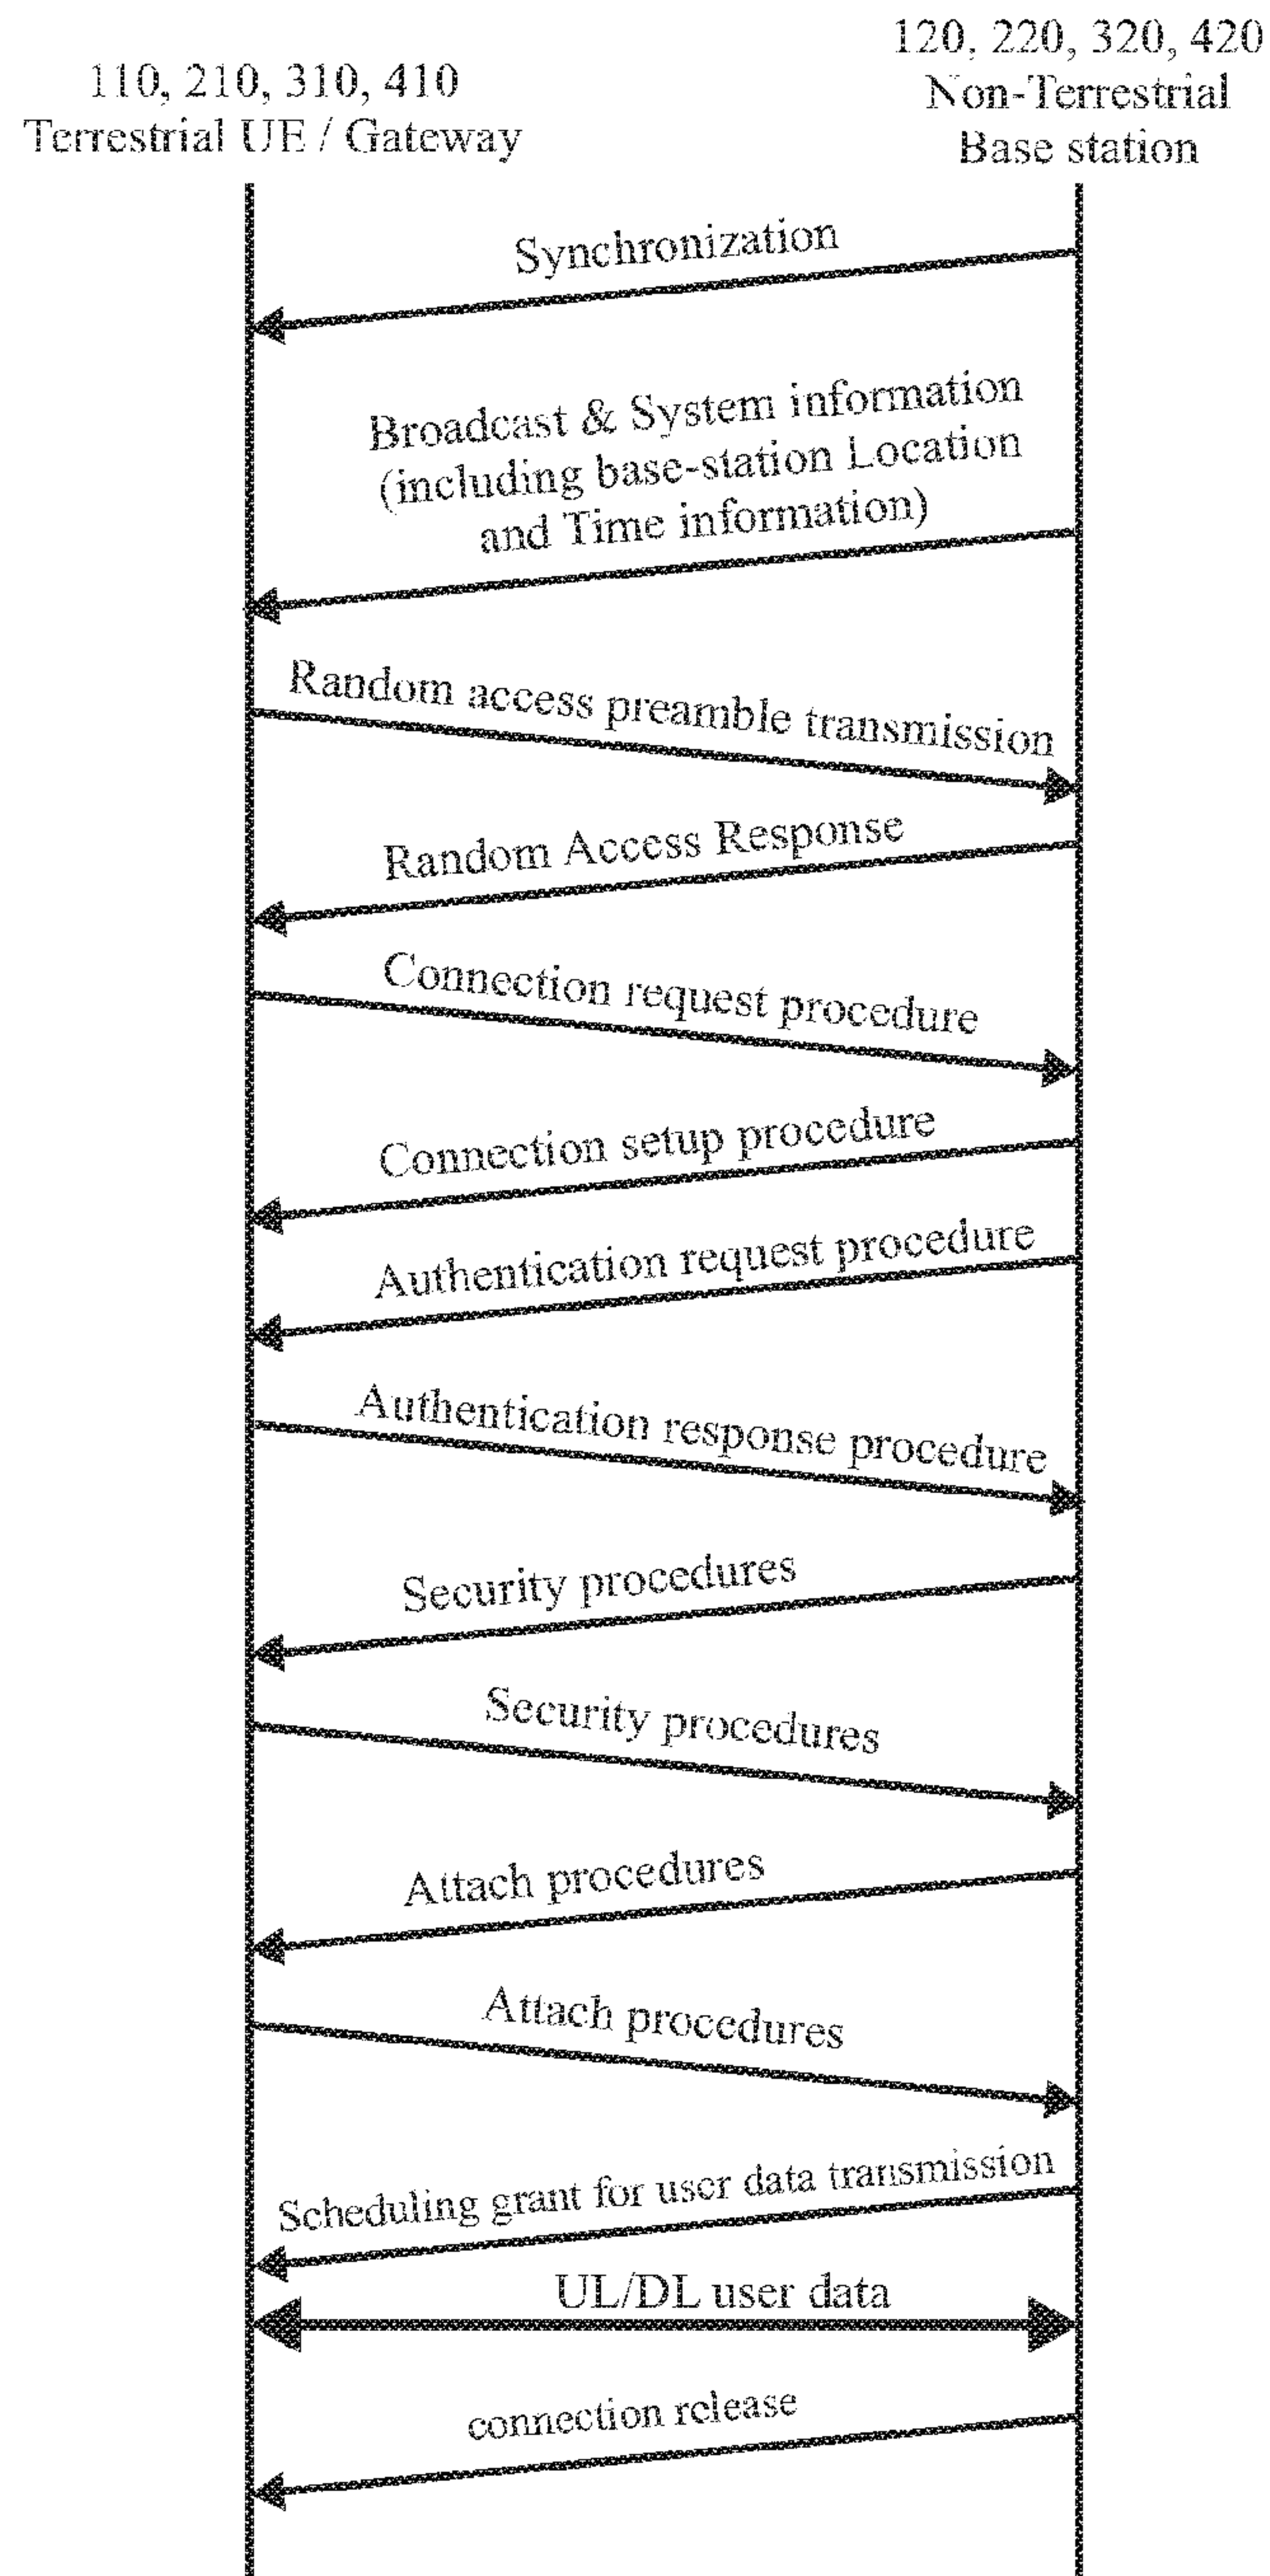 110, 210, 310, 410
Terrestrial UE / Gateway
120, 220, 320, 420
Non-Terrestrial
Base station
Synchronization
Broadcast & System information
(including base-station Location
and Time information)
Random access preamble transmission
Random Access Response
Connection request procedure
Connection setup procedure
Authentication request procedure
Authentication response procedure
Security procedures
Security procedures
Attach procedures
Attach procedures
Scheduling grant for user data transmission
UL/DL user data
connection release